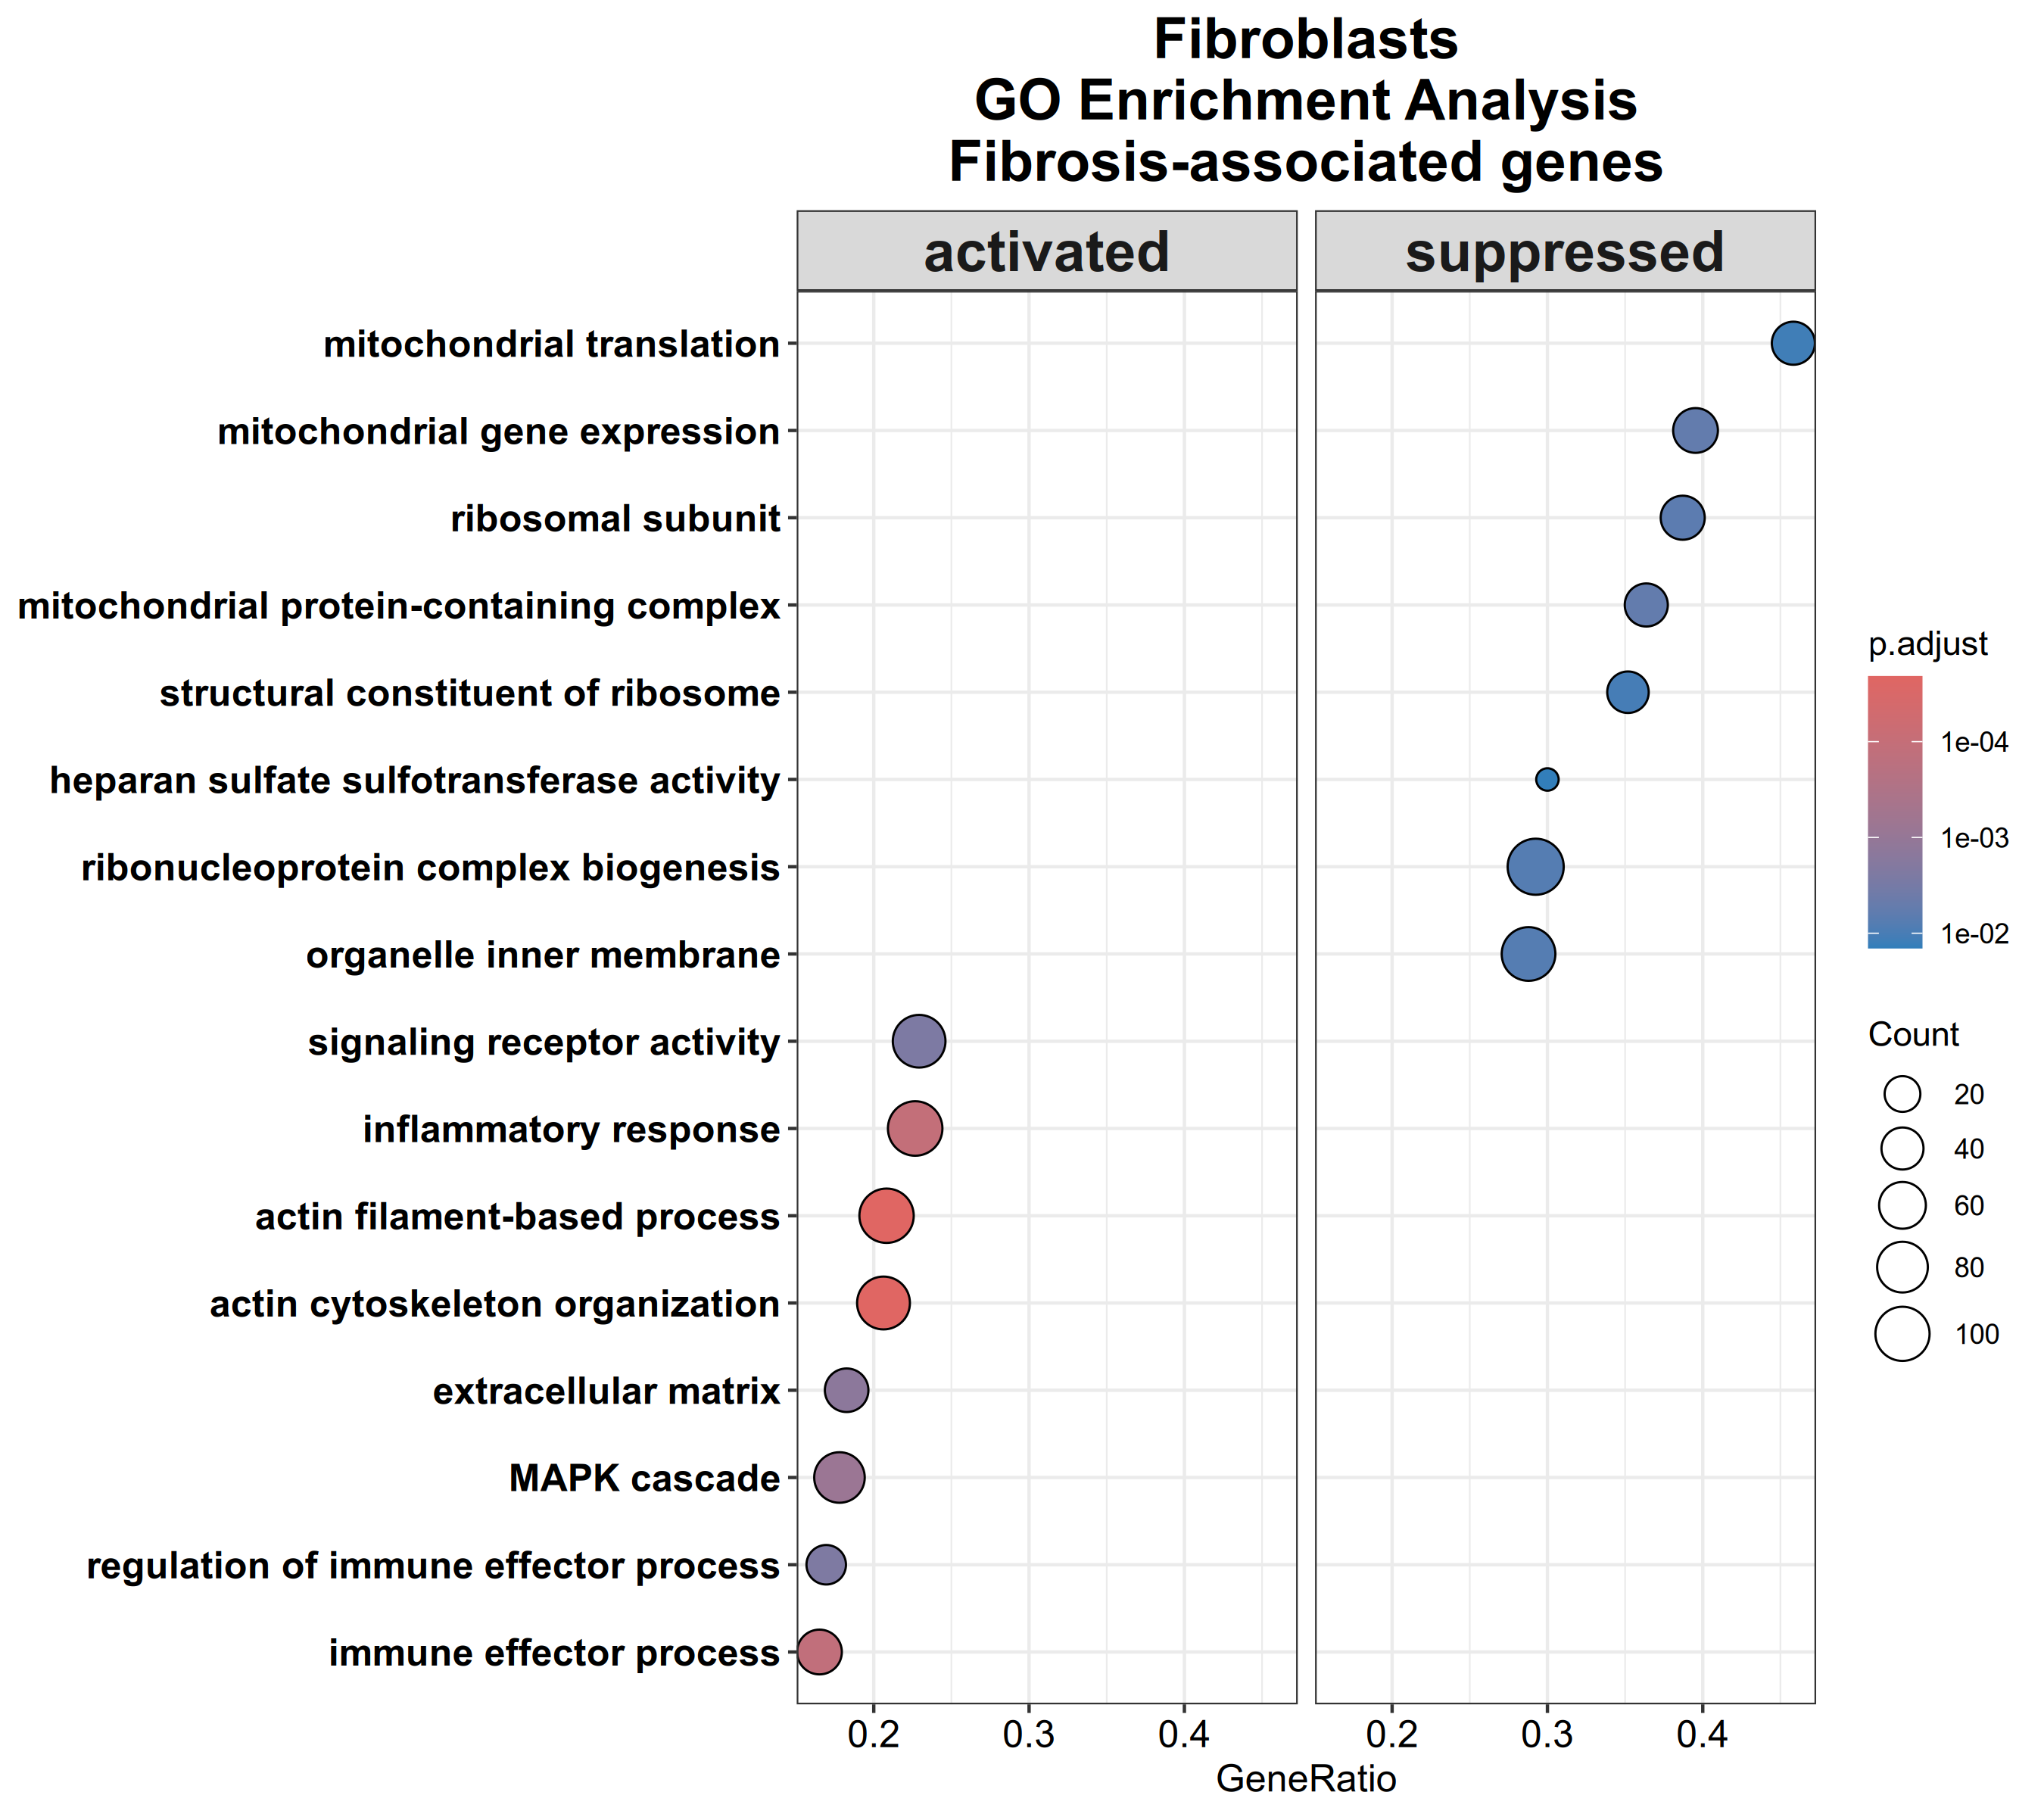 Fibroblasts
GO Enrichment Analysis
Fibrosis-associated genes
activated
suppressed
mitochondrial translation
mitochondrial gene expression
ribosomal subunit
mitochondrial protein-containing complex
structural constituent of ribosome
heparan sulfate sulfotransferase activity
ribonucleoprotein complex biogenesis
organelle inner membrane
signaling receptor activity
inflammatory response
actin filament-based process
actin cytoskeleton organization
extracellular matrix
MAPK cascade
regulation of immune effector process
immune effector process
0.2
0.3
0.4
0.2
0.3
0.4
GeneRatio
p.adjust
1e-04
1e-03
1e-02
Count
20
40
60
80
100